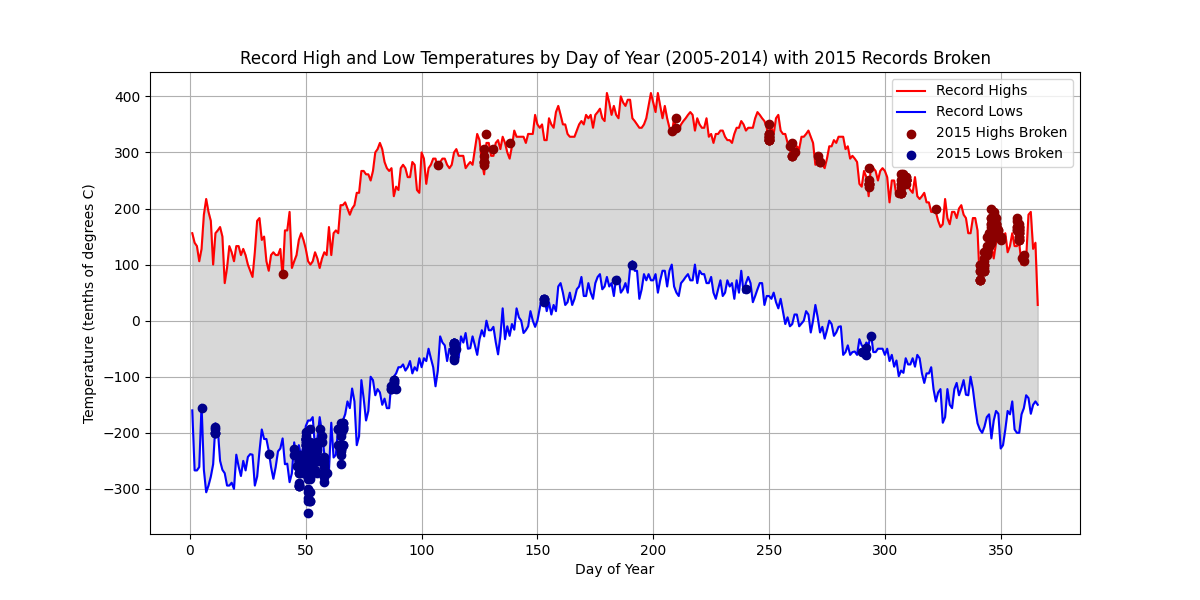 Record High and Low Temperatures by Day of Year (2005-2014) with 2015 Records Broken
Record Highs
Record Lows
2015 Highs Broken
2015 Lows Broken
Temperature (tenths of degrees C)
400
300
200
100
0
−100
−200
−300
0 50 100 150 200 250 300 350
Day of Year